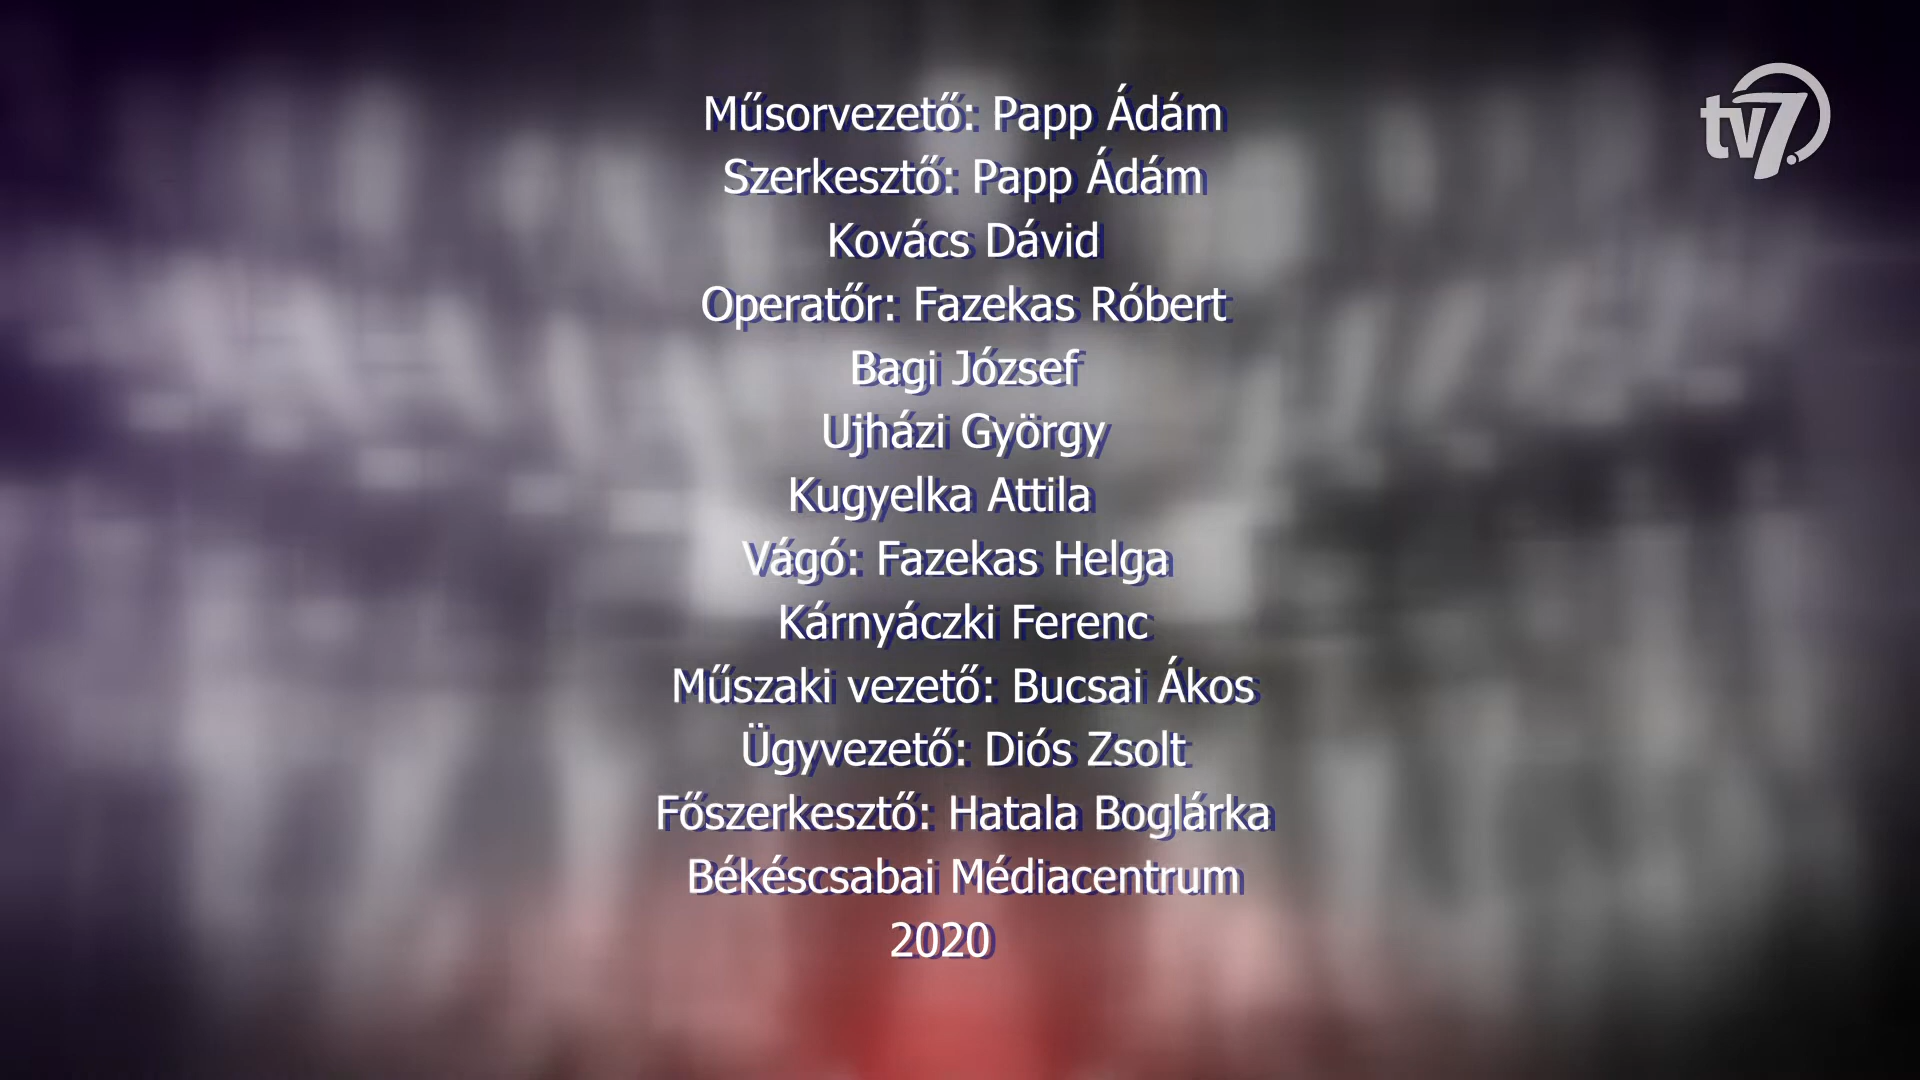 Műsorvezető: Papp Ádám
Szerkesztő: Papp Ádám
Kovács Dávid
Operatőr: Fazekas Róbert
Bagi József
Ujházi György
Kugyelka Attila
Vágó: Fazekas Helga
Kárnyáczki Ferenc
Műszaki vezető: Bucsai Ákos
Ügyvezető: Diós Zsolt
Főszerkesztő: Hatala Boglárka
Békéscsabai Médiacentrum
2020
tv7.